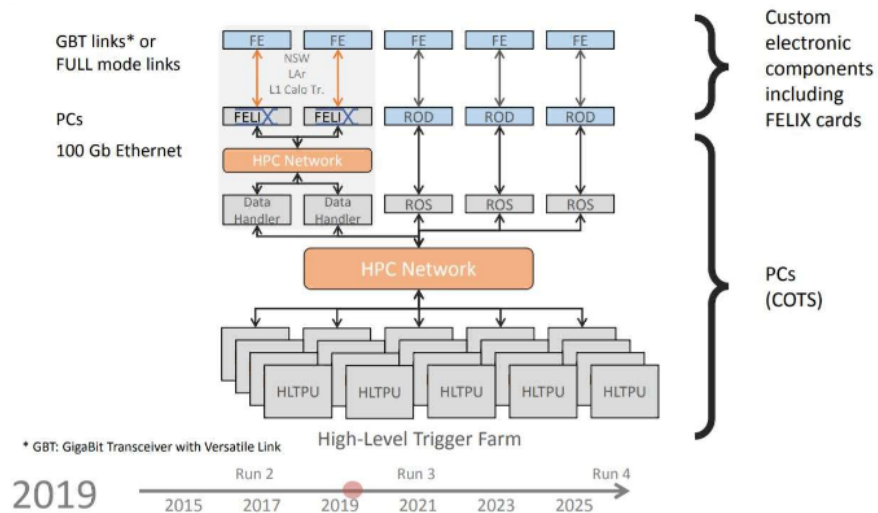 GBT links* or
FULL mode links
FE FE FE FE FE
NSW
LAr
L1 Calo Tr.
Custom
electronic
components
including
FELIX cards
PCs
FELIX FELIX ROD ROD ROD
100 Gb Ethernet
HPC Network
Data
Handler
Data
Handler
ROS ROS ROS
HPC Network
PCs
(COTS)
HLTPU HLTPU HLTPU HLTPU HLTPU
* GBT: GigaBit Transceiver with Versatile Link
High-Level Trigger Farm
Run 2 Run 3 Run 4
2019
2015 2017 2019 2021 2023 2025